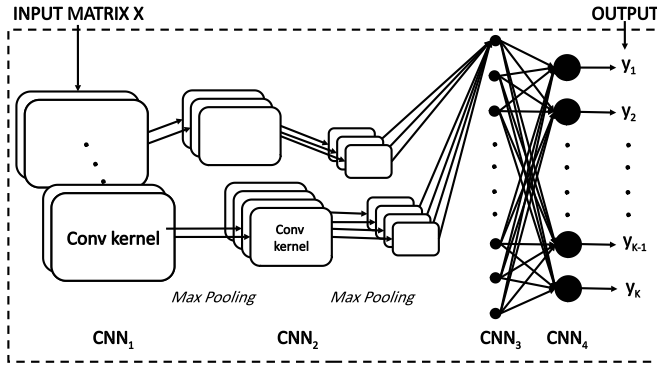 INPUT MATRIX X
OUTPUT
y1
y2
Conv kernel
Conv
kernel
yK-1
yK
Max Pooling
Max Pooling
CNN1
CNN2
CNN3
CNN4